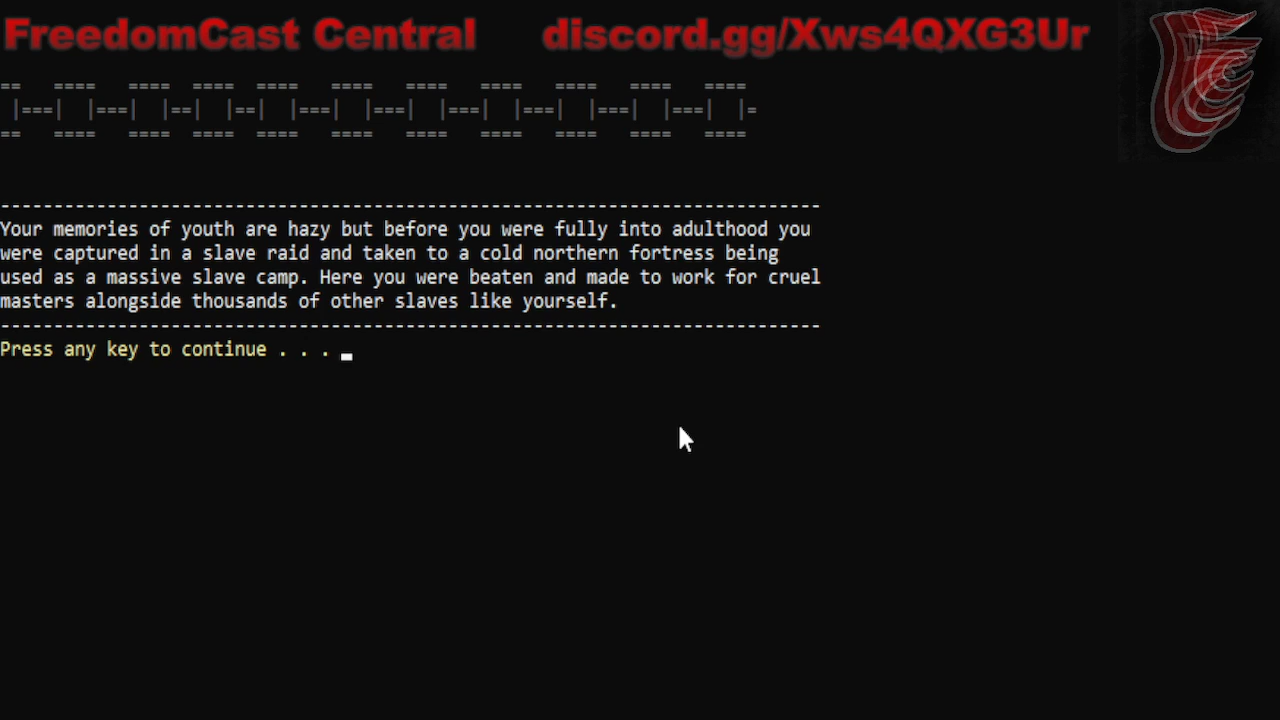 FreedomCast Central discord.gg/Xws4QXG3Ur
== ==== ==== ==== ==== ==== ==== ==== ==== ==== ====
|===| |===| |==| |==| |===| |===| |===| |===| |===| |===| |=
== ==== ==== ==== ==== ==== ==== ==== ==== ==== ====
-----------------------------------------------------------------------------
Your memories of youth are hazy but before you were fully into adulthood you
were captured in a slave raid and taken to a cold northern fortress being
used as a massive slave camp. Here you were beaten and made to work for cruel
masters alongside thousands of other slaves like yourself.
-----------------------------------------------------------------------------
Press any key to continue . . .